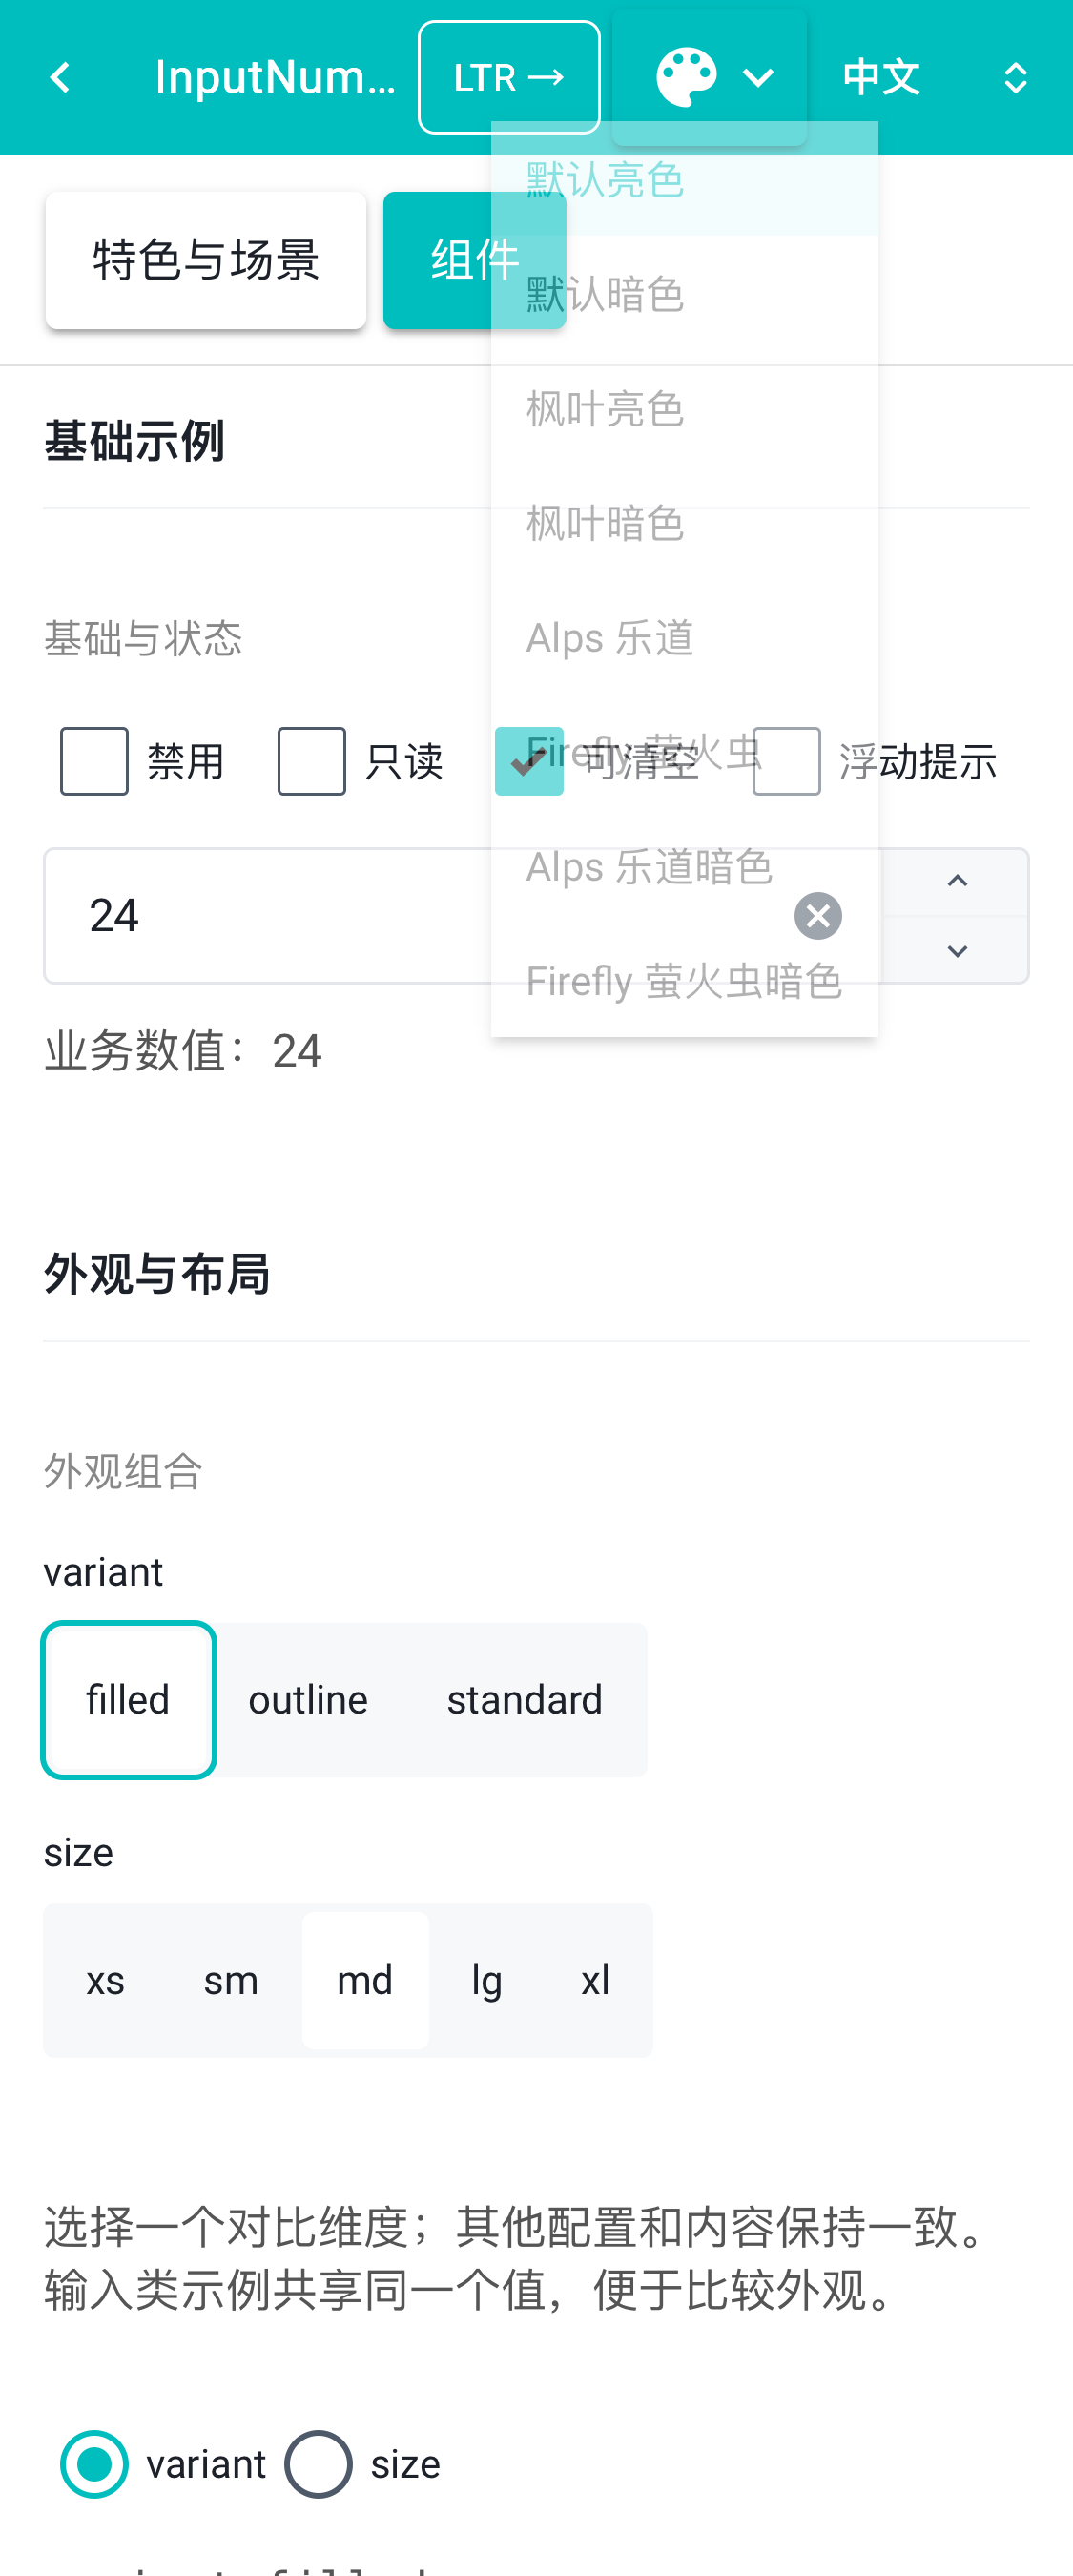 InputNum...
LTR →
中文
特色与场景
组件
默认亮色
默认暗色
枫叶亮色
枫叶暗色
Alps 乐道
Firefly 萤火虫
Alps 乐道暗色
Firefly 萤火虫暗色
基础示例
基础与状态
禁用
只读
可清空
浮动提示
24
业务数值：24
外观与布局
外观组合
variant
filled
outline
standard
size
xs
sm
md
lg
xl
选择一个对比维度；其他配置和内容保持一致。
输入类示例共享同一个值，便于比较外观。
variant
size